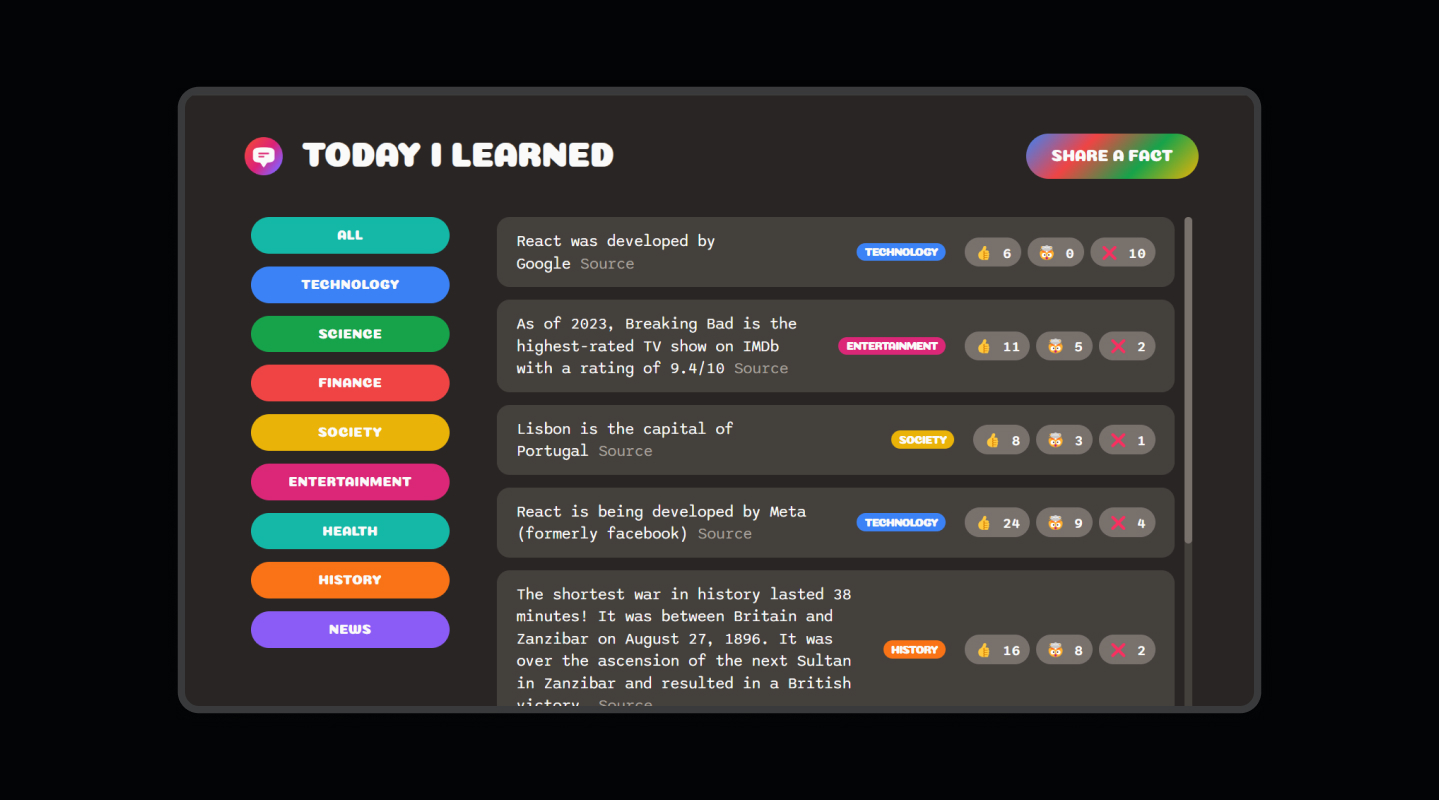 TODAY I LEARNED
SHARE A FACT
ALL
TECHNOLOGY
SCIENCE
FINANCE
SOCIETY
ENTERTAINMENT
HEALTH
HISTORY
NEWS
React was developed by
Google Source
TECHNOLOGY
👍 6 🤯 0 ❌ 10
As of 2023, Breaking Bad is the
highest-rated TV show on IMDb
with a rating of 9.4/10 Source
ENTERTAINMENT
👍 11 🤯 5 ❌ 2
Lisbon is the capital of
Portugal Source
SOCIETY
👍 8 🤯 3 ❌ 1
React is being developed by Meta
(formerly facebook) Source
TECHNOLOGY
👍 24 🤯 9 ❌ 4
The shortest war in history lasted 38
minutes! It was between Britain and
Zanzibar on August 27, 1896. It was
over the ascension of the next Sultan
in Zanzibar and resulted in a British
victory. Source
HISTORY
👍 16 🤯 8 ❌ 2